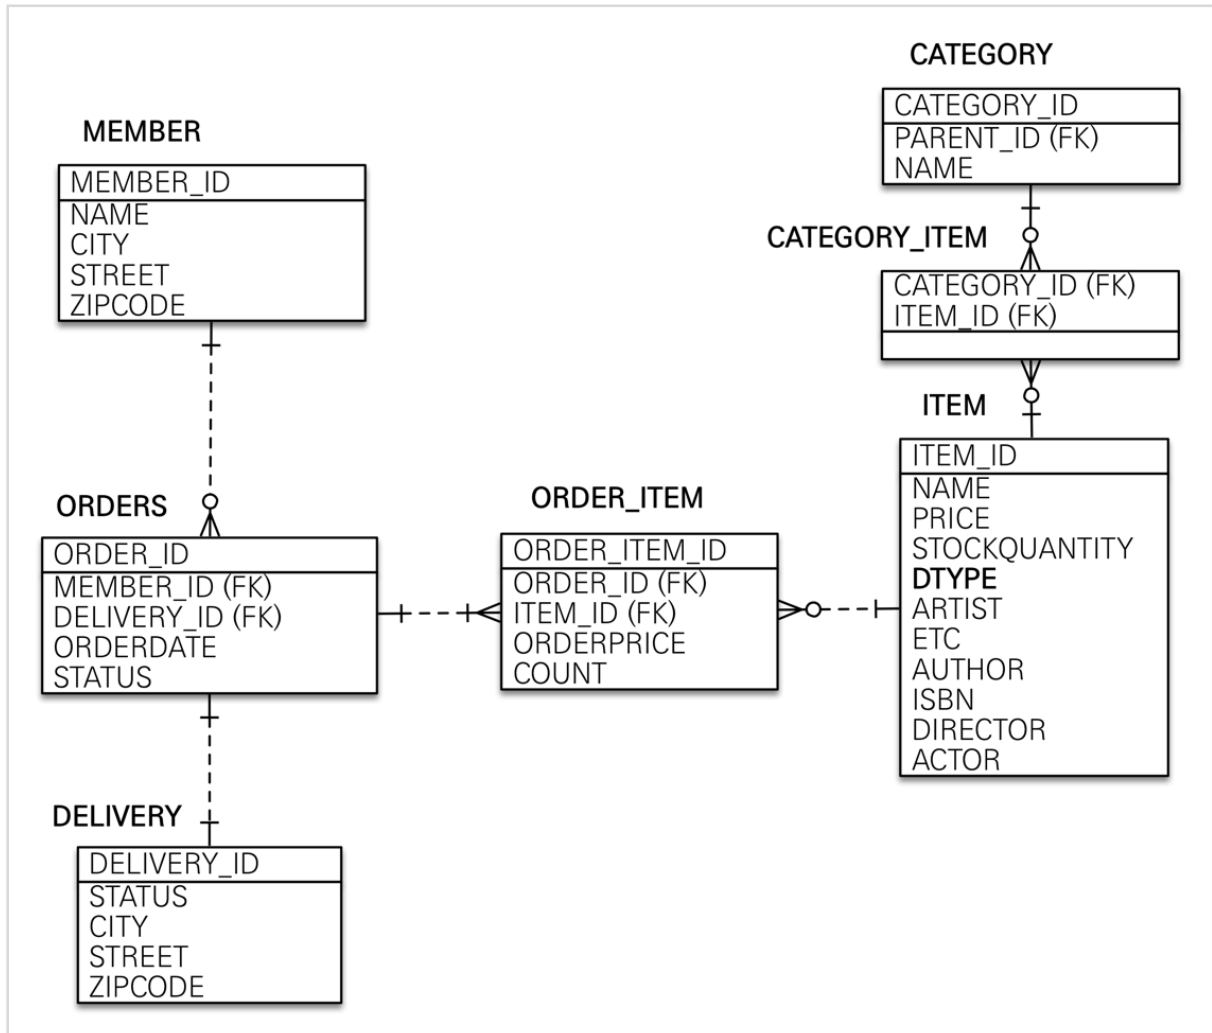 MEMBER
MEMBER_ID
NAME
CITY
STREET
ZIPCODE
ORDERS
ORDER_ID
MEMBER_ID (FK)
DELIVERY_ID (FK)
ORDERDATE
STATUS
DELIVERY
DELIVERY_ID
STATUS
CITY
STREET
ZIPCODE
ORDER_ITEM
ORDER_ITEM_ID
ORDER_ID (FK)
ITEM_ID (FK)
ORDERPRICE
COUNT
CATEGORY
CATEGORY_ID
PARENT_ID (FK)
NAME
CATEGORY_ITEM
CATEGORY_ID (FK)
ITEM_ID (FK)
ITEM
ITEM_ID
NAME
PRICE
STOCKQUANTITY
DTYPE
ARTIST
ETC
AUTHOR
ISBN
DIRECTOR
ACTOR